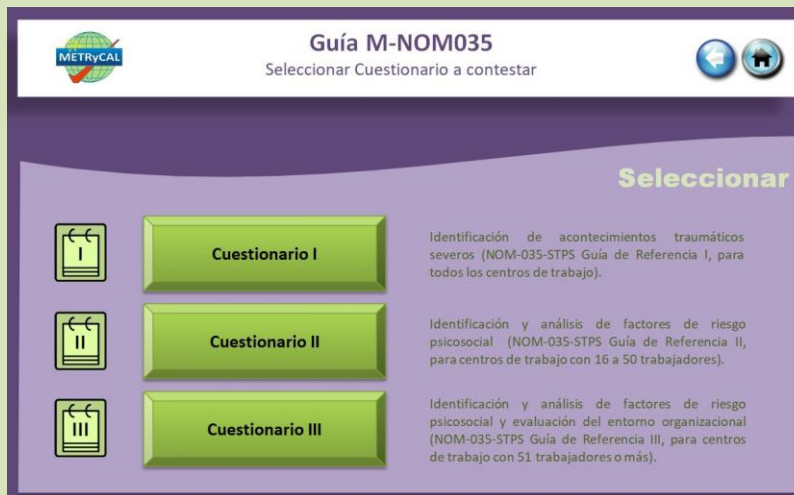 METRyCAL
Guía M-NOM035
Seleccionar Cuestionario a contestar
Seleccionar
I
Cuestionario I
Identificación de acontecimientos traumáticos
severos (NOM-035-STPS Guía de Referencia I, para
todos los centros de trabajo).
II
Cuestionario II
Identificación y análisis de factores de riesgo
psicosocial (NOM-035-STPS Guía de Referencia II,
para centros de trabajo con 16 a 50 trabajadores).
III
Cuestionario III
Identificación y análisis de factores de riesgo
psicosocial y evaluación del entorno organizacional
(NOM-035-STPS Guía de Referencia III, para centros
de trabajo con 51 trabajadores o más).